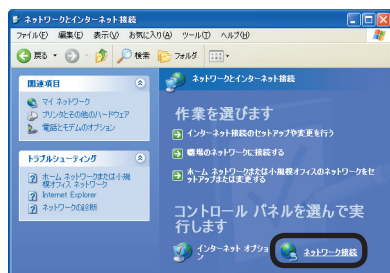 ネットワークとインターネット接続
ファイル(F) 編集(E) 表示(V) お気に入り(A) ツール(T) ヘルプ(H)
戻る 検索 フォルダ
関連項目
マイ ネットワーク
プリンタとその他のハードウェア
電話とモデムのオプション
トラブルシューティング
ホーム ネットワークまたは小規
模オフィス ネットワーク
Internet Explorer
ネットワークの診断
ネットワークとインターネット接続
作業を選びます
インターネット接続のセットアップや変更を行う
職場のネットワークに接続する
ホーム ネットワークまたは小規模オフィスのネットワークをセ
ットアップまたは変更する
コントロール パネルを選んで実
行します
インターネット オプショ
ン
ネットワーク接続